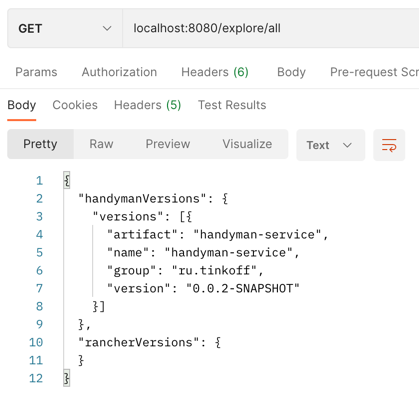 GET localhost:8080/explore/all
Params Authorization Headers (6) Body Pre-request Scr
Body Cookies Headers (5) Test Results
Pretty Raw Preview Visualize Text
1 {
2 "handymanVersions": {
3 "versions": [{
4 "artifact": "handyman-service",
5 "name": "handyman-service",
6 "group": "ru.tinkoff",
7 "version": "0.0.2-SNAPSHOT"
8 }]
9 },
10 "rancherVersions": {
11 }
12 }